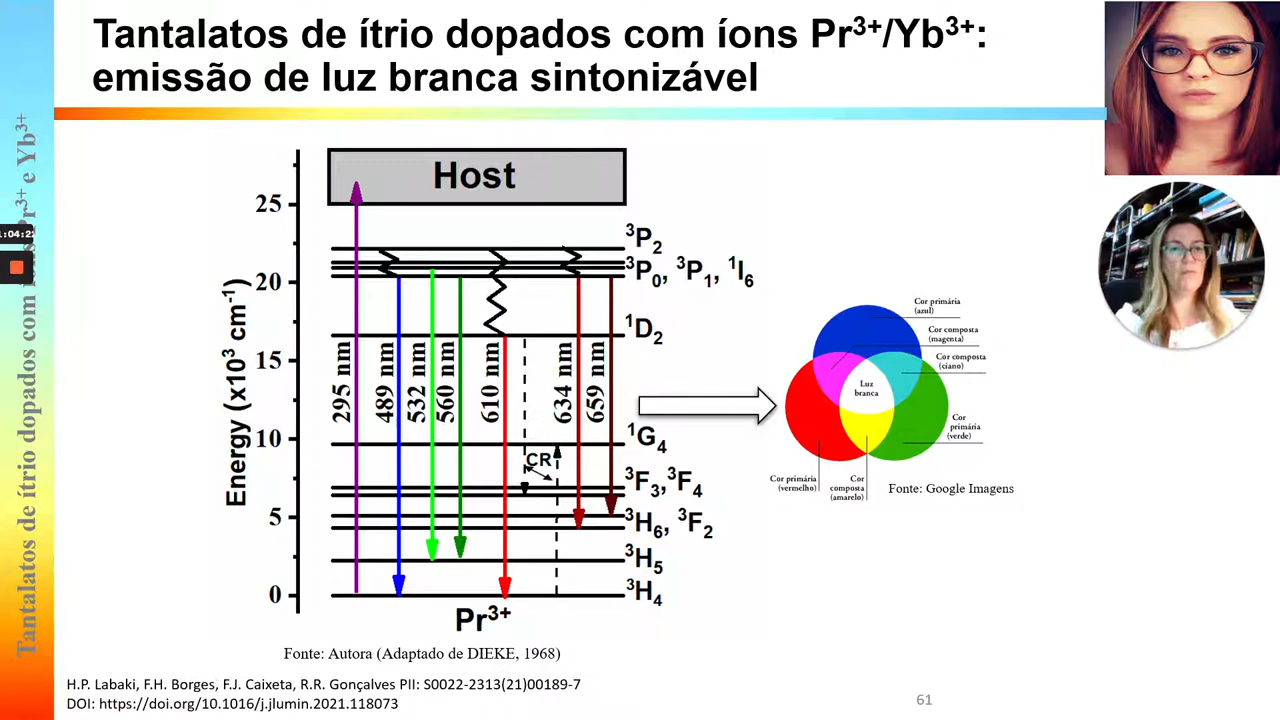 Tantalatos de ítrio dopados com íons Pr³⁺/Yb³⁺:
emissão de luz branca sintonizável
Host
25
20
15
10
5
0
Energy (x10³ cm⁻¹)
³P₂
³P₀, ³P₁, ¹I₆
¹D₂
¹G₄
³F₃,³F₄
³H₆, ³F₂
³H₅
³H₄
295 nm
489 nm
532 nm
560 nm
610 nm
634 nm
659 nm
CR
Pr³⁺
Fonte: Autora (Adaptado de DIEKE, 1968)
Cor primária
(azul)
Cor composta
(magenta)
Cor composta
(ciano)
Luz
branca
Cor
primária
(verde)
Cor primária
(vermelho)
Cor
composta
(amarelo)
Fonte: Google Imagens
H.P. Labaki, F.H. Borges, F.J. Caixeta, R.R. Gonçalves PII: S0022-2313(21)00189-7
DOI: https://doi.org/10.1016/j.jlumin.2021.118073
61
Tantalatos de ítrio dopados com Pr³⁺ e Yb³⁺